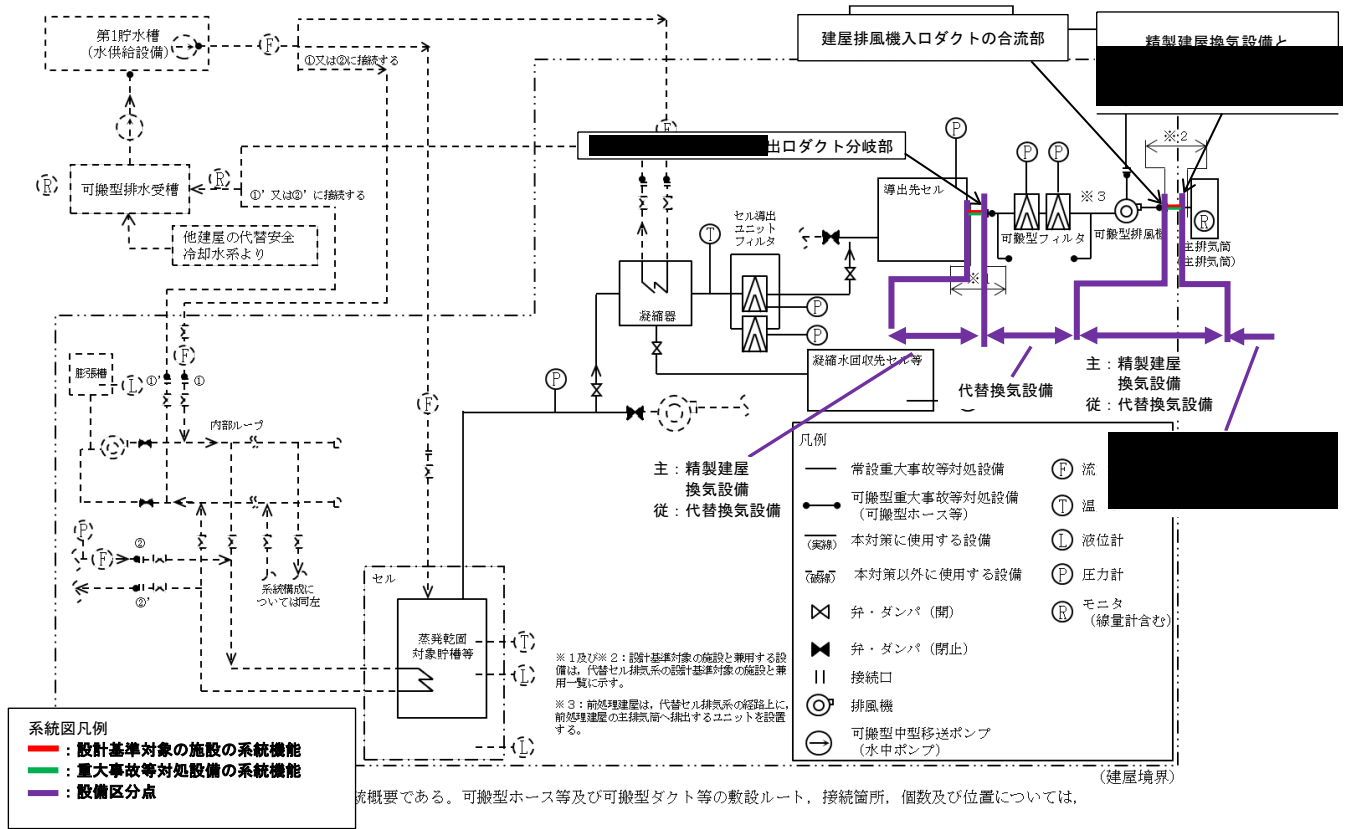 第1貯水槽
(水供給設備)
F
①又は②に接続する
建屋排風機入口ダクトの合流部
精製建屋換気設備と
F
出口ダクト分岐部
P
P
P
※2
R
可搬型排水受槽
R
①’又は②’に接続する
他建屋の代替安全
冷却水系より
セル導出
ユニット
フィルタ
T
導出先セル
※3
可搬型フィルタ
可搬型排風機
R
主排気筒
(主排気筒)
※1
凝縮器
P
P
凝縮水回収先セル等
代替換気設備
主：精製建屋
換気設備
従：代替換気設備
膨張槽
L
①’
F
①
F
P
内部ループ
P
F
②
②’
系統構成に
ついては同左
主：精製建屋
換気設備
従：代替換気設備
セル
蒸発乾固
対象貯槽等
T
L
L
※1及び※2：設計基準対象の施設と兼用する設
備は，代替セル排気系の設計基準対象の施設と兼
用一覧に示す。
※3：前処理建屋は，代替セル排気系の経路上に，
前処理建屋の主排気筒へ排出するユニットを設置
する。
凡例
常設重大事故等対処設備
可搬型重大事故等対処設備
(可搬型ホース等)
(実線)
本対策に使用する設備
(破線)
本対策以外に使用する設備
弁・ダンパ（開）
弁・ダンパ（閉止）
接続口
排風機
可搬型中型移送ポンプ
(水中ポンプ)
F 流
T 温
L 液位計
P 圧力計
R モニタ
(線量計含む)
(建屋境界)
系統図凡例
：設計基準対象の施設の系統機能
：重大事故等対処設備の系統機能
：設備区分点
統概要である。可搬型ホース等及び可搬型ダクト等の敷設ルート，接続箇所，個数及び位置については，